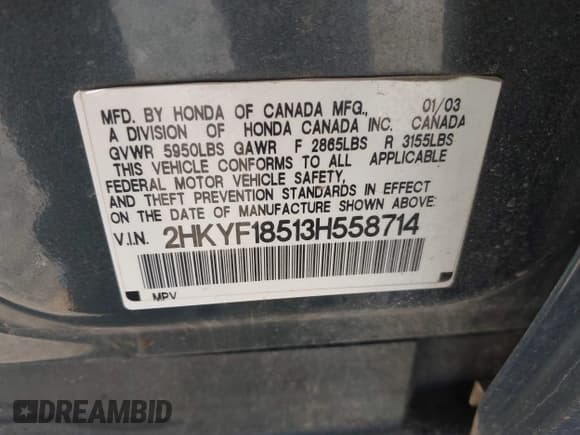 MFD. BY HONDA OF CANADA MFG., 01/03
A DIVISION OF HONDA CANADA INC. CANADA
GVWR 5950LBS GAWR F 2865LBS R 3155LBS
THIS VEHICLE CONFORMS TO ALL APPLICABLE
FEDERAL MOTOR VEHICLE SAFETY,
AND THEFT PREVENTION STANDARDS IN EFFECT
ON THE DATE OF MANUFACTURE SHOWN ABOVE:
V.I.N. 2HKYF18513H558714
MPV
DREAMBID